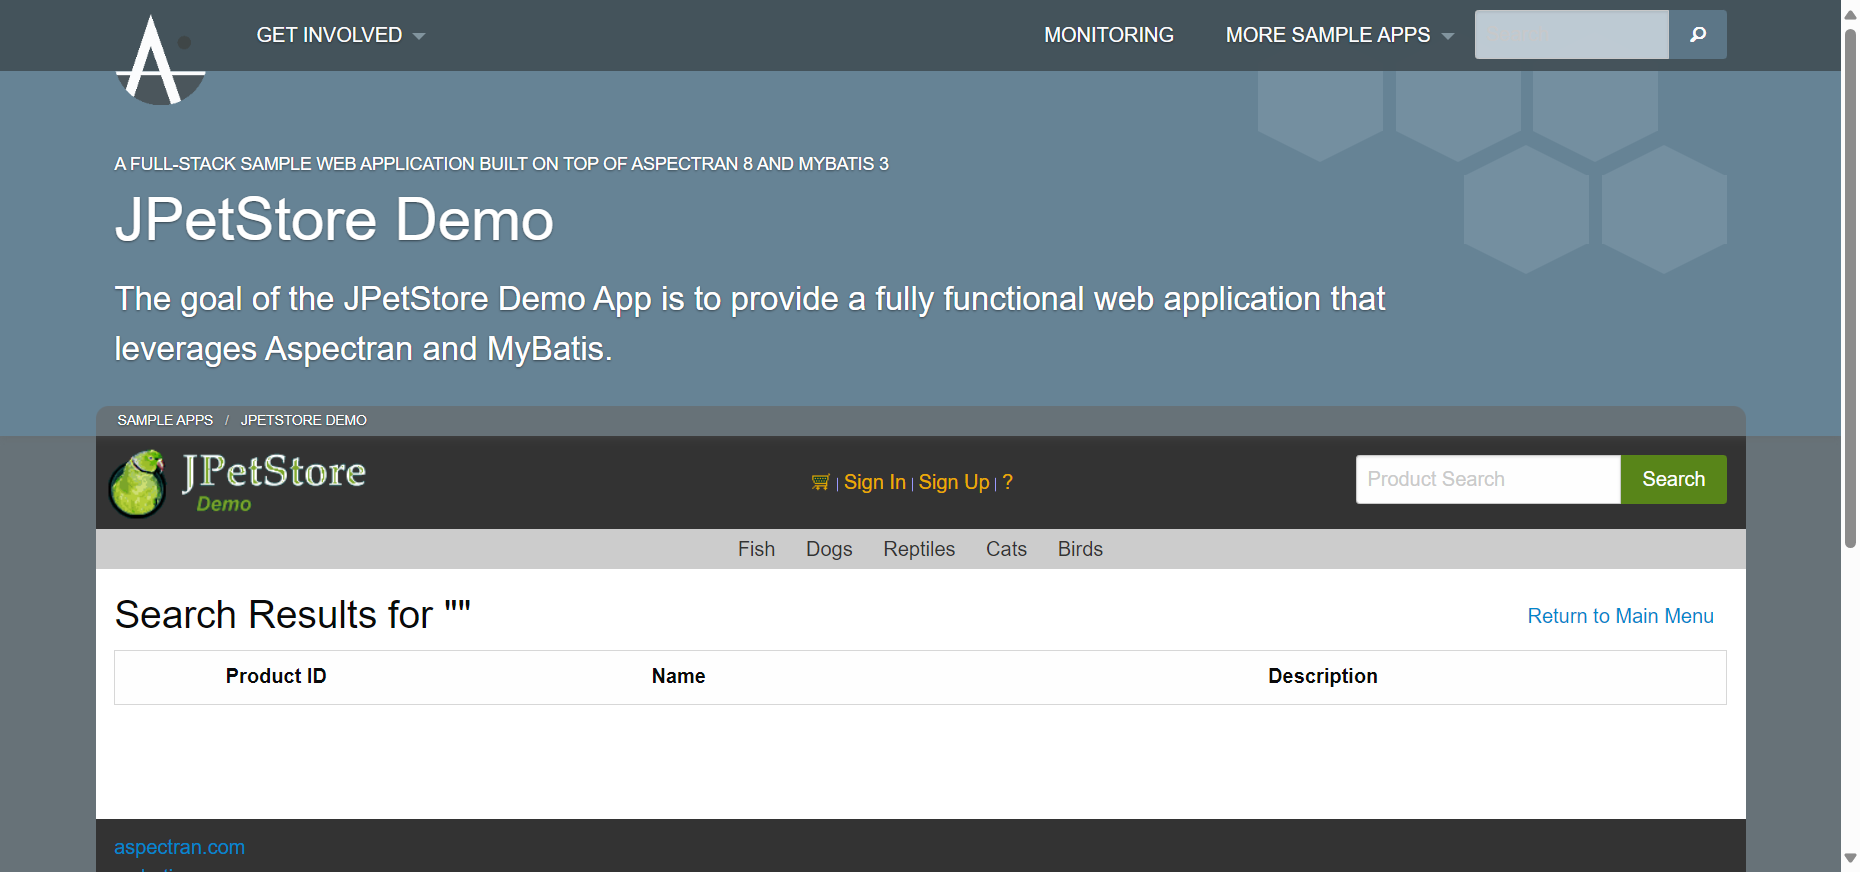 GET INVOLVED
MONITORING
MORE SAMPLE APPS
A FULL-STACK SAMPLE WEB APPLICATION BUILT ON TOP OF ASPECTRAN 8 AND MYBATIS 3
JPetStore Demo
The goal of the JPetStore Demo App is to provide a fully functional web application that
leverages Aspectran and MyBatis.
SAMPLE APPS / JPETSTORE DEMO
JPetStore
Demo
| Sign In | Sign Up | ?
Product Search
Search
Fish Dogs Reptiles Cats Birds
Search Results for ""
Return to Main Menu
Product ID Name Description
aspectran.com